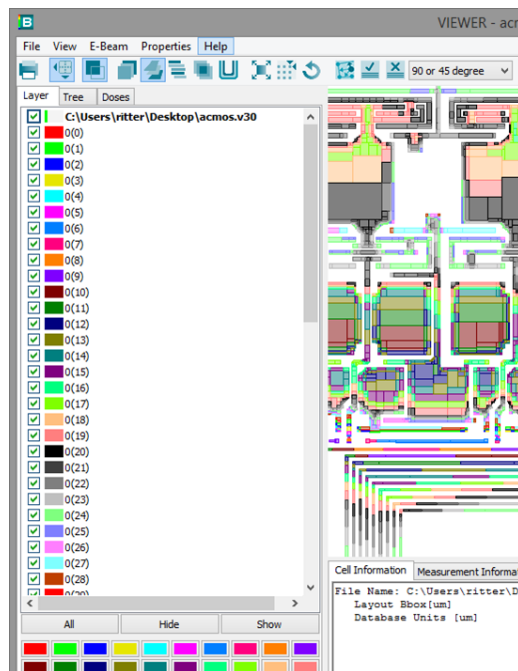 B
VIEWER - acr
File View E-Beam Properties Help
90 or 45 degree
Layer Tree Doses
C:\Users\ritter\Desktop\acmos.v30
0(0)
0(1)
0(2)
0(3)
0(4)
0(5)
0(6)
0(7)
0(8)
0(9)
0(10)
0(11)
0(12)
0(13)
0(14)
0(15)
0(16)
0(17)
0(18)
0(19)
0(20)
0(21)
0(22)
0(23)
0(24)
0(25)
0(26)
0(27)
0(28)
0(29)
All Hide Show
Cell Information Measurement Informa
File Name: C:\Users\ritter\D
Layout Bbox[um]
Database Units [um]